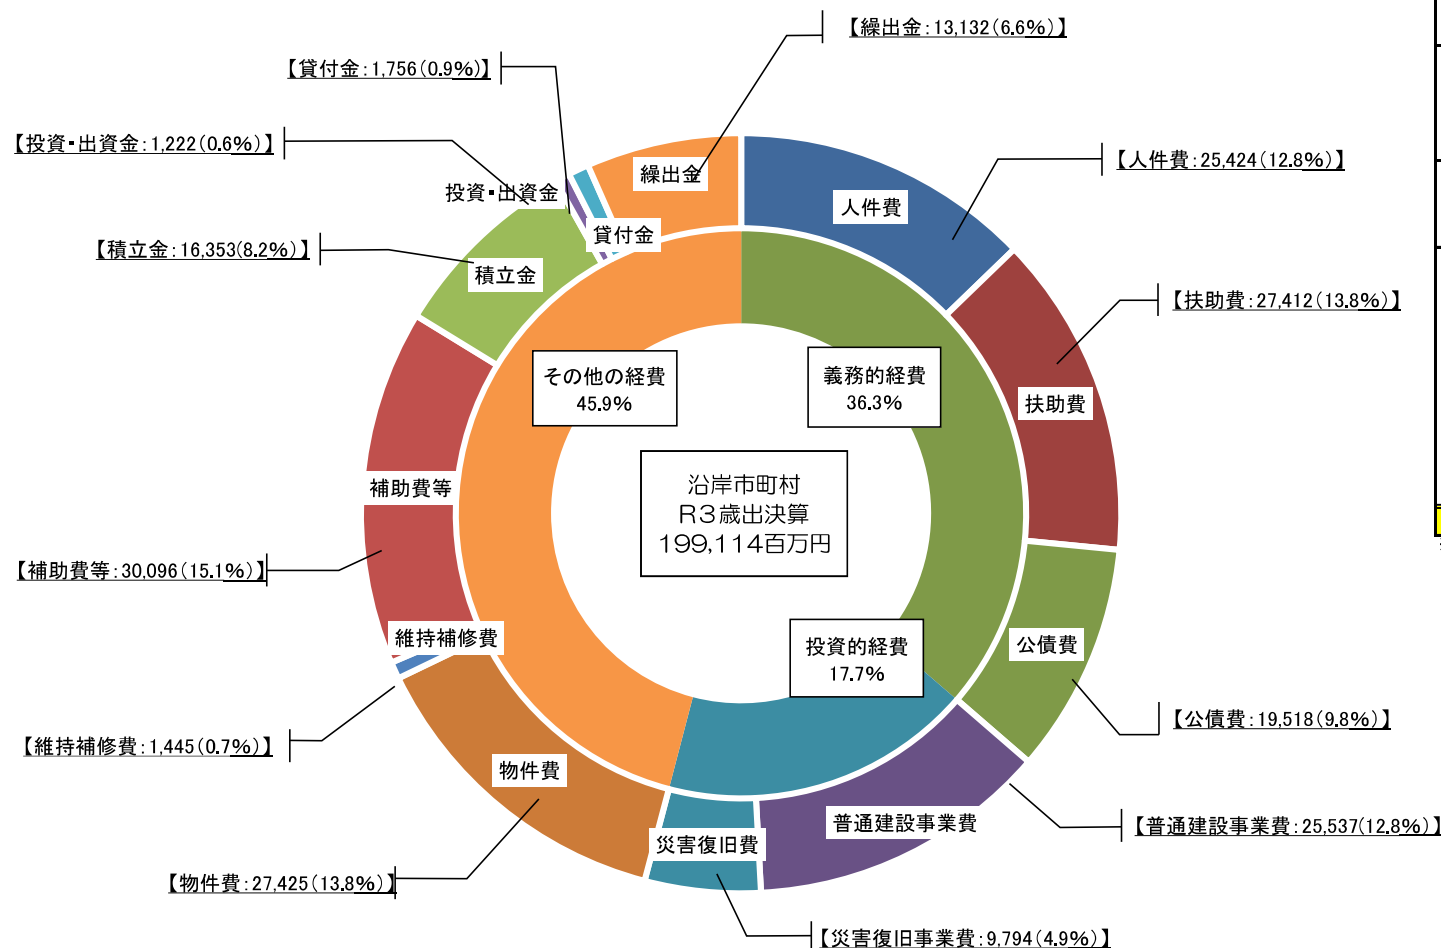 【繰出金:13,132(6.6%)】
【貸付金:1,756(0.9%)】
【投資・出資金:1,222(0.6%)】
【人件費:25,424(12.8%)】
繰出金
投資・出資金
人件費
貸付金
【積立金:16,353(8.2%)】
積立金
【扶助費:27,412(13.8%)】
その他の経費
45.9%
義務的経費
36.3%
扶助費
沿岸市町村
R3歳出決算
199,114百万円
補助費等
【補助費等:30,096(15.1%)】
維持補修費
投資的経費
17.7%
公債費
【公債費:19,518(9.8%)】
【維持補修費:1,445(0.7%)】
物件費
普通建設事業費
【普通建設事業費:25,537(12.8%)】
災害復旧費
【物件費:27,425(13.8%)】
【災害復旧事業費:9,794(4.9%)】